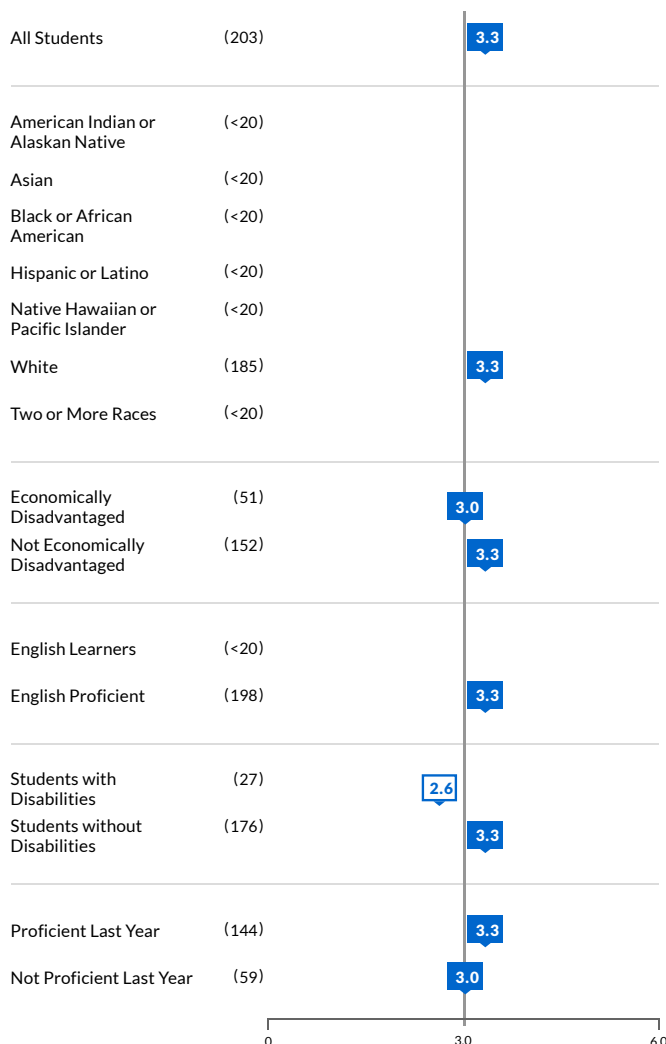 All Students (203) 3.3
American Indian or (<20)
Alaskan Native
Asian (<20)
Black or African (<20)
American
Hispanic or Latino (<20)
Native Hawaiian or (<20)
Pacific Islander
White (185) 3.3
Two or More Races (<20)
Economically (51)
Disadvantaged 3.0
Not Economically (152) 3.3
Disadvantaged
English Learners (<20)
English Proficient (198) 3.3
Students with (27) 2.6
Disabilities
Students without (176) 3.3
Disabilities
Proficient Last Year (144) 3.3
Not Proficient Last Year (59) 3.0
0 3.0 6.0